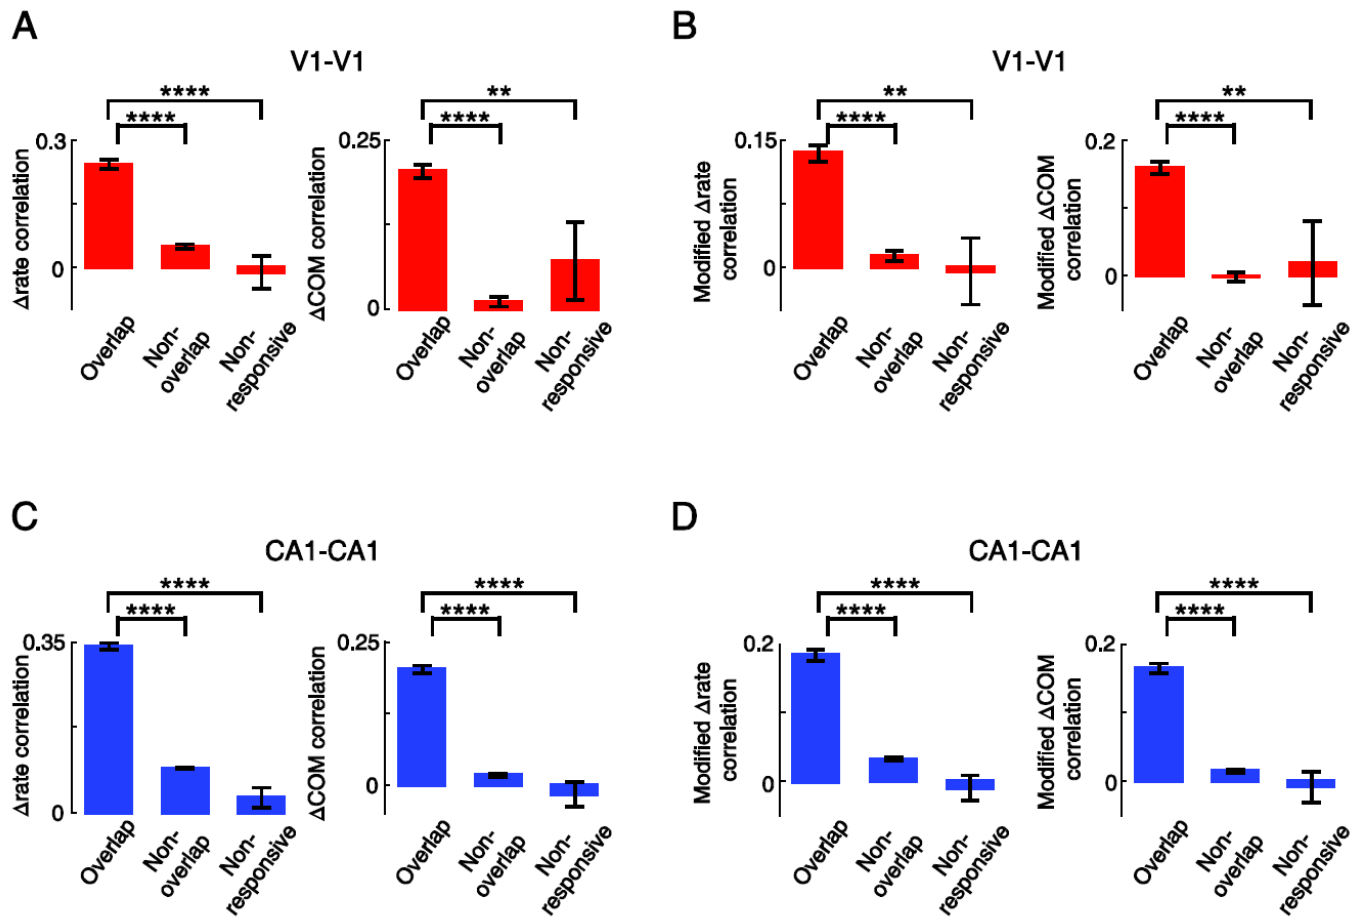 A
V1-V1
****
****
0.3
0
Δrate correlation
Overlap
Non-
overlap
Non-
responsive
**
****
0.25
0
ΔCOM correlation
Overlap
Non-
overlap
Non-
responsive
B
V1-V1
**
****
0.15
0
Modified Δrate
correlation
Overlap
Non-
overlap
Non-
responsive
**
****
0.2
0
Modified ΔCOM
correlation
Overlap
Non-
overlap
Non-
responsive
C
CA1-CA1
****
****
0.35
0
Δrate correlation
Overlap
Non-
overlap
Non-
responsive
****
****
0.25
0
ΔCOM correlation
Overlap
Non-
overlap
Non-
responsive
D
CA1-CA1
****
****
0.2
0
Modified Δrate
correlation
Overlap
Non-
overlap
Non-
responsive
****
****
0.2
0
Modified ΔCOM
correlation
Overlap
Non-
overlap
Non-
responsive